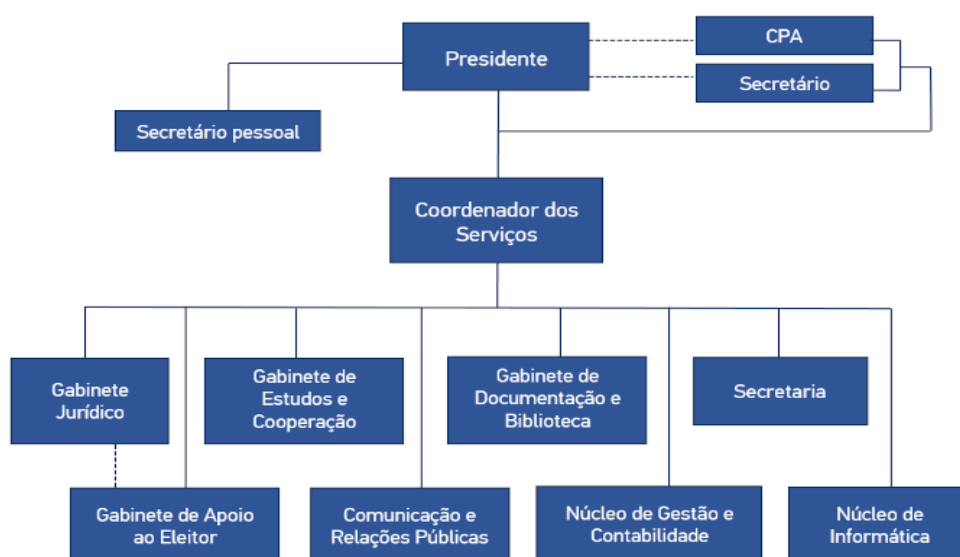 Presidente
CPA
Secretário
Secretário pessoal
Coordenador dos
Serviços
Gabinete
Jurídico
Gabinete de
Estudos e
Cooperação
Gabinete de
Documentação e
Biblioteca
Secretaria
Gabinete de Apoio
ao Eleitor
Comunicação e
Relações Públicas
Núcleo de Gestão e
Contabilidade
Núcleo de
Informática